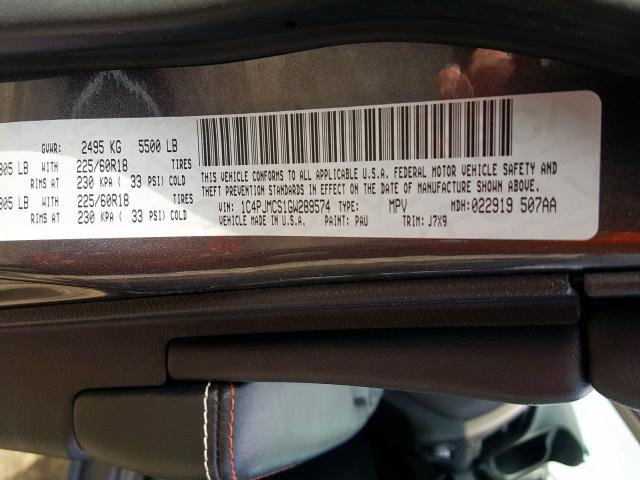 GVWR: 2495 KG 5500 LB
305 LB WITH 225/60R18 TIRES
RIMS AT 230 KPA ( 33 PSI) COLD
305 LB WITH 225/60R18 TIRES
RIMS AT 230 KPA ( 33 PSI) COLD
THIS VEHICLE CONFORMS TO ALL APPLICABLE U.S.A. FEDERAL MOTOR VEHICLE SAFETY AND
THEFT PREVENTION STANDARDS IN EFFECT ON THE DATE OF MANUFACTURE SHOWN ABOVE.
VIN: 1C4PJMCS1GW289574 TYPE: MPV MDH: 022919 507AA
VEHICLE MADE IN U.S.A. PAINT: PAU TRIM: J7X9